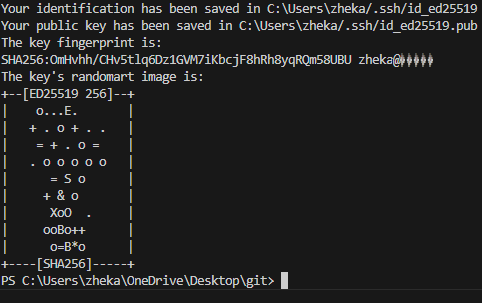 Your identification has been saved in C:\Users\zheka/.ssh/id_ed25519
Your public key has been saved in C:\Users\zheka/.ssh/id_ed25519.pub
The key fingerprint is:
SHA256:OmHvhh/CHv5tlq6Dz1GVM7iKbcjF8hRh8yqRQm58UBU zheka@�����
The key's randomart image is:
+--[ED25519 256]--+
|    o...E.       |
|   + . o + . .   |
|    = + . o =    |
|   . o o o o o   |
|      = S o      |
|     + & o       |
|      XoO  .     |
|     ooBo++      |
|      o=B*o      |
+----[SHA256]-----+
PS C:\Users\zheka\OneDrive\Desktop\git>